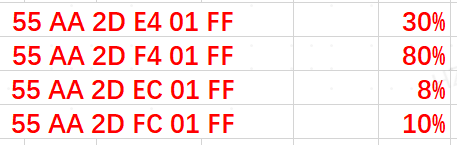 55 AA 2D E4 01 FF 30%
55 AA 2D F4 01 FF 80%
55 AA 2D EC 01 FF 8%
55 AA 2D FC 01 FF 10%